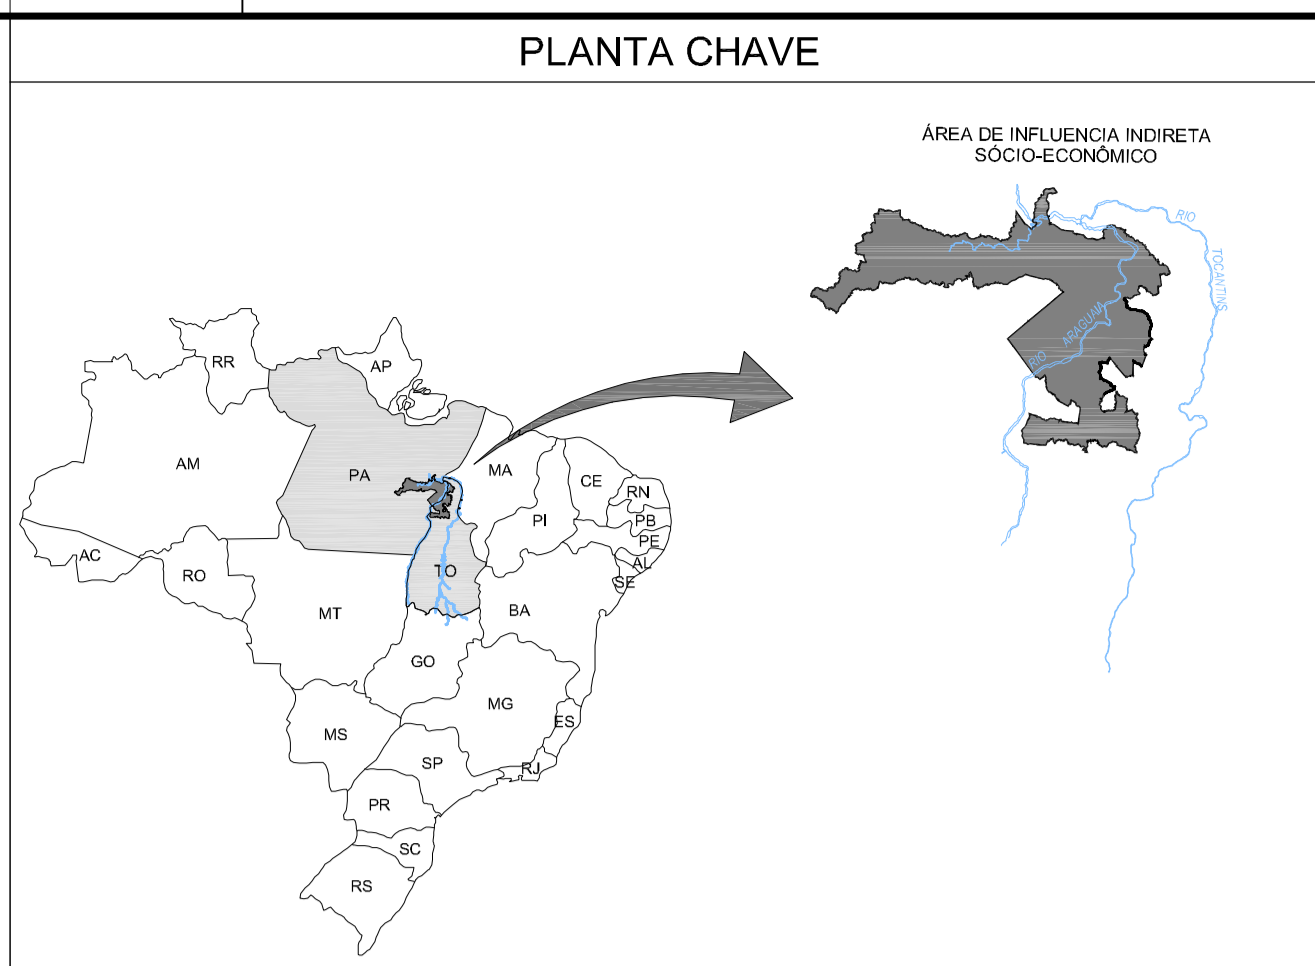 PLANTA CHAVE
ÁREA DE INFLUENCIA INDIRETA
SÓCIO-ECONÔMICO
RIO
TOCANTINS
RIO
ARAGUAIA
RR
AP
AM
PA
MA
CE
RN
PB
PI
PE
AL
SE
AC
RO
TO
MT
BA
GO
MG
ES
MS
SP
RJ
PR
SC
RS